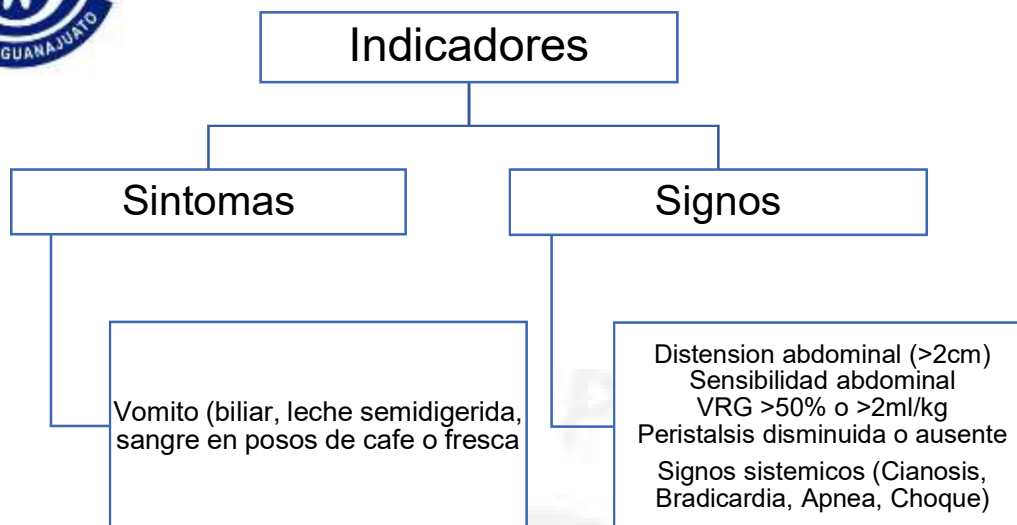 GUANAJUATO
Indicadores
Sintomas
Signos
Vomito (biliar, leche semidigerida,
sangre en posos de cafe o fresca
Distension abdominal (>2cm)
Sensibilidad abdominal
VRG >50% o >2ml/kg
Peristalsis disminuida o ausente
Signos sistemicos (Cianosis,
Bradicardia, Apnea, Choque)